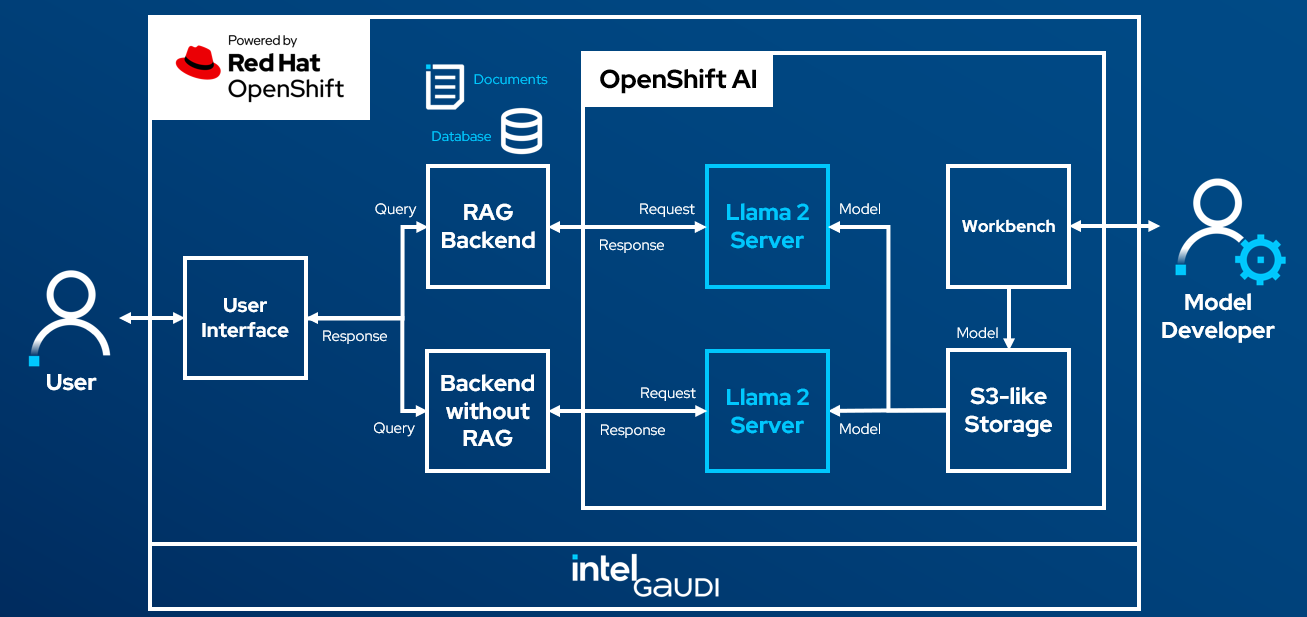 Powered by
Red Hat
OpenShift
Documents
Database
OpenShift AI
Query
RAG
Backend
Request
Response
Llama 2
Server
Model
Workbench
User
Interface
Response
Model
Model
Developer
User
Query
Backend
without
RAG
Request
Response
Llama 2
Server
Model
S3-like
Storage
intel
GAUDI